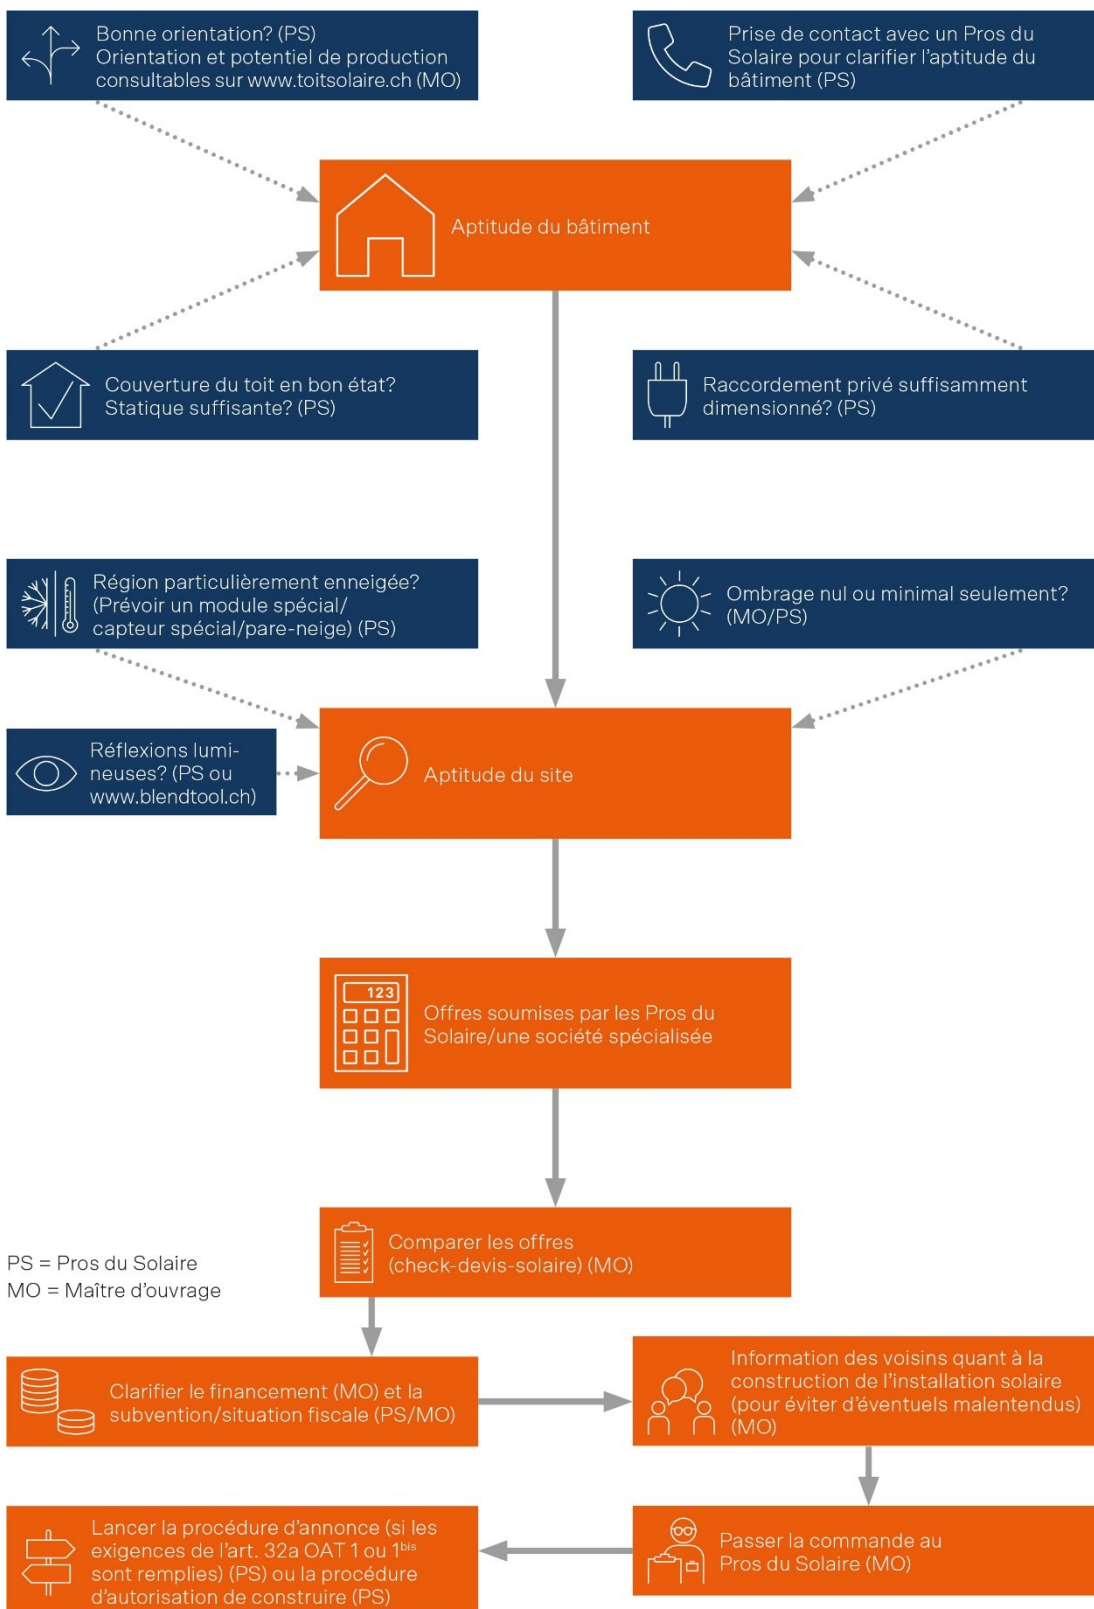 Bonne orientation? (PS)
Orientation et potentiel de production
consultables sur www.toitsolaire.ch (MO)
Prise de contact avec un Pros du
Solaire pour clarifier l'aptitude du
bâtiment (PS)
Aptitude du bâtiment
Couverture du toit en bon état?
Statique suffisante? (PS)
Raccordement privé suffisamment
dimensionné? (PS)
Région particulièrement enneigée?
(Prévoir un module spécial/
capteur spécial/pare-neige) (PS)
Ombrage nul ou minimal seulement?
(MO/PS)
Réflexions lumi-
neuses? (PS ou
www.blendtool.ch)
Aptitude du site
123
Offres soumises par les Pros du
Solaire/une société spécialisée
Comparer les offres
(check-devis-solaire) (MO)
PS = Pros du Solaire
MO = Maître d'ouvrage
Clarifier le financement (MO) et la
subvention/situation fiscale (PS/MO)
Information des voisins quant à la
construction de l'installation solaire
(pour éviter d'éventuels malentendus)
(MO)
Passer la commande au
Pros du Solaire (MO)
Lancer la procédure d'annonce (si les
exigences de l'art. 32a OAT 1 ou 1bis
sont remplies) (PS) ou la procédure
d'autorisation de construire (PS)